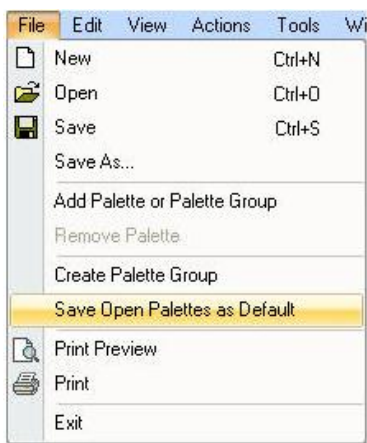 File Edit View Actions Tools
New Ctrl+N
Open Ctrl+O
Save Ctrl+S
Save As...
Add Palette or Palette Group
Remove Palette
Create Palette Group
Save Open Palettes as Default
Print Preview
Print
Exit